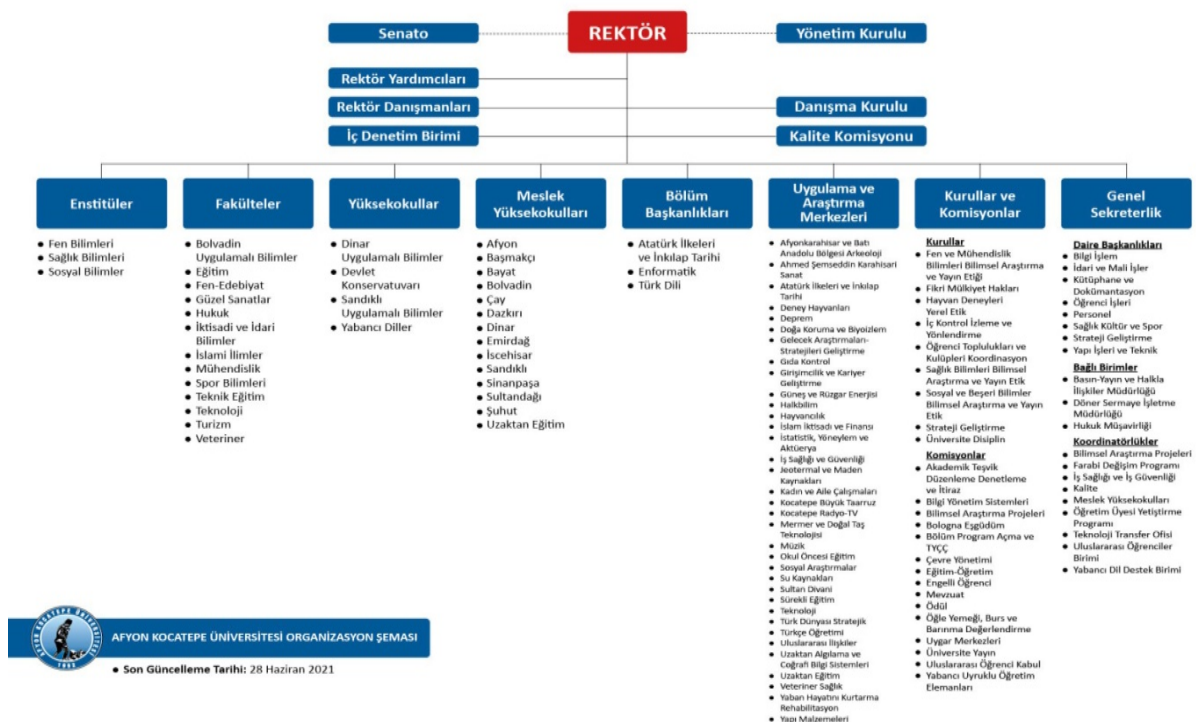 Senato
REKTÖR
Yönetim Kurulu
Rektör Yardımcıları
Rektör Danışmanları
Danışma Kurulu
İç Denetim Birimi
Kalite Komisyonu
Enstitüler
• Fen Bilimleri
• Sağlık Bilimleri
• Sosyal Bilimler
Fakülteler
• Bolvadin
Uygulamalı Bilimler
• Eğitim
• Fen-Edebiyat
• Güzel Sanatlar
• Hukuk
• İktisadi ve İdari
Bilimler
• İslami İlimler
• Mühendislik
• Spor Bilimleri
• Teknik Eğitim
• Teknoloji
• Turizm
• Veteriner
Yüksekokullar
• Dinar
Uygulamalı Bilimler
• Devlet
Konservatuvarı
• Sandıklı
Uygulamalı Bilimler
• Yabancı Diller
Meslek
Yüksekokulları
• Afyon
• Başmakçı
• Bayat
• Bolvadin
• Çay
• Dazkırı
• Dinar
• Emirdağ
• İscehisar
• Sandıklı
• Sinanpaşa
• Sultandağı
• Şuhut
• Uzaktan Eğitim
Bölüm
Başkanlıkları
• Atatürk İlkeleri
ve İnkılap Tarihi
• Enformatik
• Türk Dili
Uygulama ve
Araştırma
Merkezleri
• Afyonkarahisar ve Batı
Anadolu Bölgesi Arkeoloji
• Ahmed Şemseddin Karahisari
Sanat
• Atatürk İlkeleri ve İnkılap
Tarihi
• Deney Hayvanları
• Deprem
• Doğa Koruma ve Biyoizlem
• Gelecek Araştırmaları-
Stratejileri Geliştirme
• Gıda Kontrol
• Girişimcilik ve Kariyer
Geliştirme
• Güneş ve Rüzgar Enerjisi
• Halkbilim
• Hayvancılık
• İslam İktisadı ve Finansı
• İstatistik, Yöneylem ve
Aktüerya
• İş Sağlığı ve Güvenliği
• Jeotermal ve Maden
Kaynakları
• Kadın ve Aile Çalışmaları
• Kocatepe Büyük Taarruz
• Kocatepe Radyo-TV
• Mermer ve Doğal Taş
Teknolojisi
• Müzik
• Okul Öncesi Eğitim
• Sosyal Araştırmalar
• Su Kaynakları
• Sultan Divani
• Sürekli Eğitim
• Teknoloji
• Türk Dünyası Stratejik
• Türkçe Öğretimi
• Uluslararası İlişkiler
• Uzaktan Algılama ve
Coğrafi Bilgi Sistemleri
• Uzaktan Eğitim
• Veteriner Sağlık
• Yaban Hayatını Kurtarma
Rehabilitasyon
• Yapı Malzemeleri
Kurullar ve
Komisyonlar
Kurullar
• Fen ve Mühendislik
Bilimleri Bilimsel Araştırma
ve Yayın Etiği
• Fikri Mülkiyet Hakları
• Hayvan Deneyleri
Yerel Etik
• İç Kontrol İzleme ve
Yönlendirme
• Öğrenci Toplulukları ve
Kulüpleri Koordinasyon
• Sağlık Bilimleri Bilimsel
Araştırma ve Yayın Etik
• Sosyal ve Beşeri Bilimler
Bilimsel Araştırma ve Yayın
Etik
• Strateji Geliştirme
• Üniversite Disiplin
Komisyonlar
• Akademik Teşvik
Düzenleme Denetleme
ve İtiraz
• Bilgi Yönetim Sistemleri
• Bilimsel Araştırma Projeleri
• Bologna Eşgüdüm
• Bölüm Program Açma ve
TYÇÇ
• Çevre Yönetimi
• Eğitim-Öğretim
• Engelli Öğrenci
• Mevzuat
• Ödül
• Öğle Yemeği, Burs ve
Barınma Değerlendirme
• Uygar Merkezleri
• Üniversite Yayın
• Uluslararası Öğrenci Kabul
• Yabancı Uyruklu Öğretim
Elemanları
Genel
Sekreterlik
Daire Başkanlıkları
• Bilgi İşlem
• İdari ve Mali İşler
• Kütüphane ve
Dokümantasyon
• Öğrenci İşleri
• Personel
• Sağlık Kültür ve Spor
• Strateji Geliştirme
• Yapı İşleri ve Teknik
Bağlı Birimler
• Basın-Yayın ve Halkla
İlişkiler Müdürlüğü
• Döner Sermaye İşletme
Müdürlüğü
• Hukuk Müşavirliği
Koordinatörlükler
• Bilimsel Araştırma Projeleri
• Farabi Değişim Programı
• İş Sağlığı ve İş Güvenliği
• Kalite
• Meslek Yüksekokulları
• Öğretim Üyesi Yetiştirme
Programı
• Teknoloji Transfer Ofisi
• Uluslararası Öğrenciler
Birimi
• Yabancı Dil Destek Birimi
AFYON KOCATEPE ÜNİVERSİTESİ
1992
AFYON KOCATEPE ÜNİVERSİTESİ ORGANİZASYON ŞEMASI
• Son Güncelleme Tarihi: 28 Haziran 2021